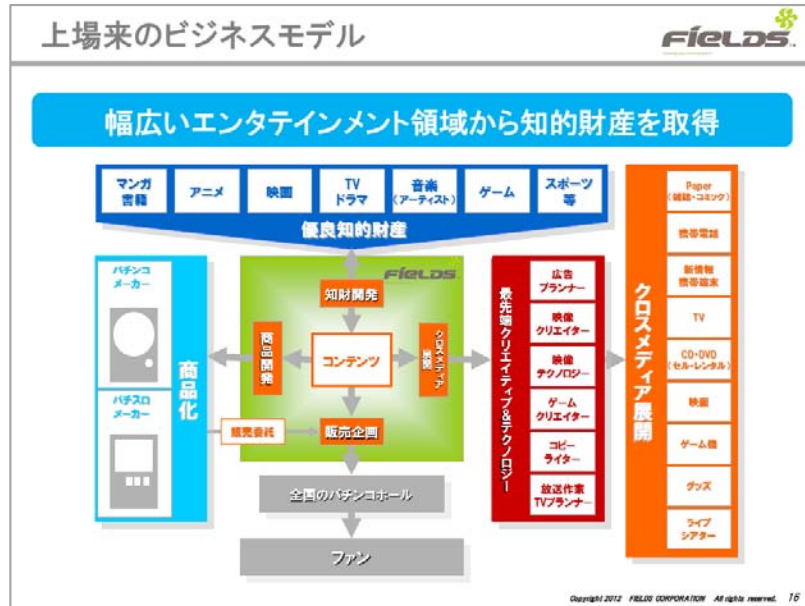 上場来のビジネスモデル
FIELDS
幅広いエンタテインメント領域から知的財産を取得
マンガ
書籍
アニメ
映画
TV
ドラマ
音楽
(アーティスト)
ゲーム
スポーツ
等
優良知的財産
パチンコ
メーカー
パチスロ
メーカー
商品化
FIELDS
知財開発
商品開発
コンテンツ
クロスメディア
展開
販売委託
販売企画
全国のパチンコホール
ファン
最先端クリエイティブ&テクノロジー
広告
プランナー
映像
クリエイター
映像
テクノロジー
ゲーム
クリエイター
コピー
ライター
放送作家
TVプランナー
クロスメディア展開
Paper
(雑誌・コミック)
携帯電話
新情報
携帯端末
TV
CD・DVD
(セル・レンタル)
映画
ゲーム機
グッズ
ライブ
シアター
Copyright 2012 FIELDS CORPORATION All rights reserved. 16